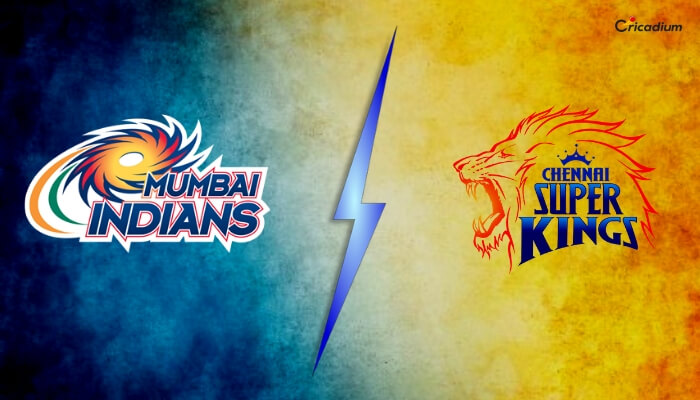 Cricadium
MUMBAI
INDIANS
CHENNAI
SUPER
KINGS